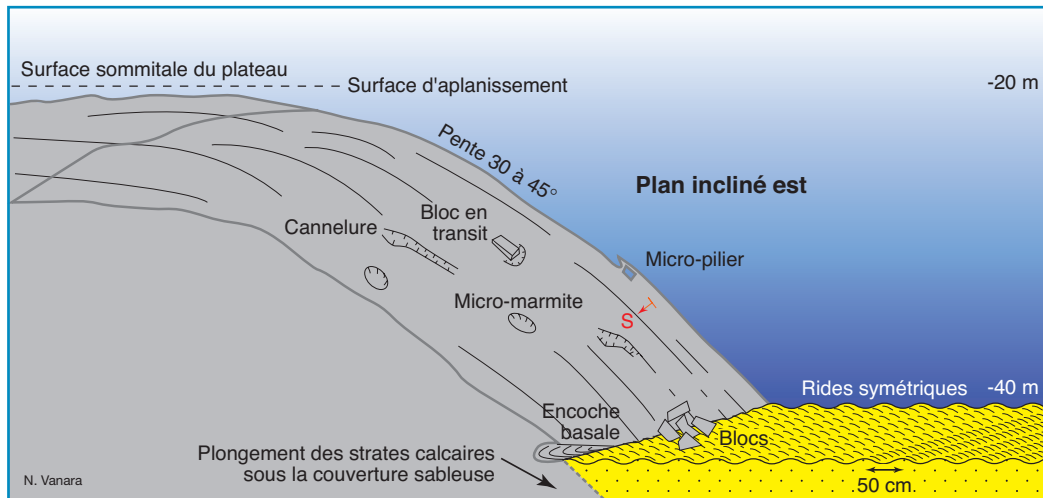 Surface sommitale du plateau
Surface d'aplanissement
-20 m
Pente 30 à 45°
Plan incliné est
Bloc en
transit
Cannelure
Micro-pilier
Micro-marmite
S
Rides symétriques
-40 m
Encoche
basale
Blocs
Plongement des strates calcaires
sous la couverture sableuse
50 cm.
N. Vanara